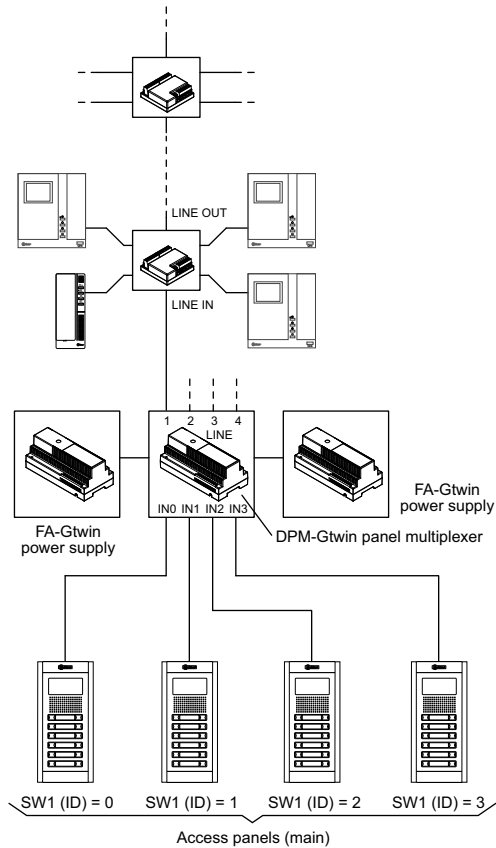 LINE OUT
LINE IN
1 2 3 4
LINE
FA-Gtwin
power supply
FA-Gtwin
power supply
IN0 IN1 IN2 IN3
DPM-Gtwin panel multiplexer
SW1 (ID) = 0
SW1 (ID) = 1
SW1 (ID) = 2
SW1 (ID) = 3
Access panels (main)